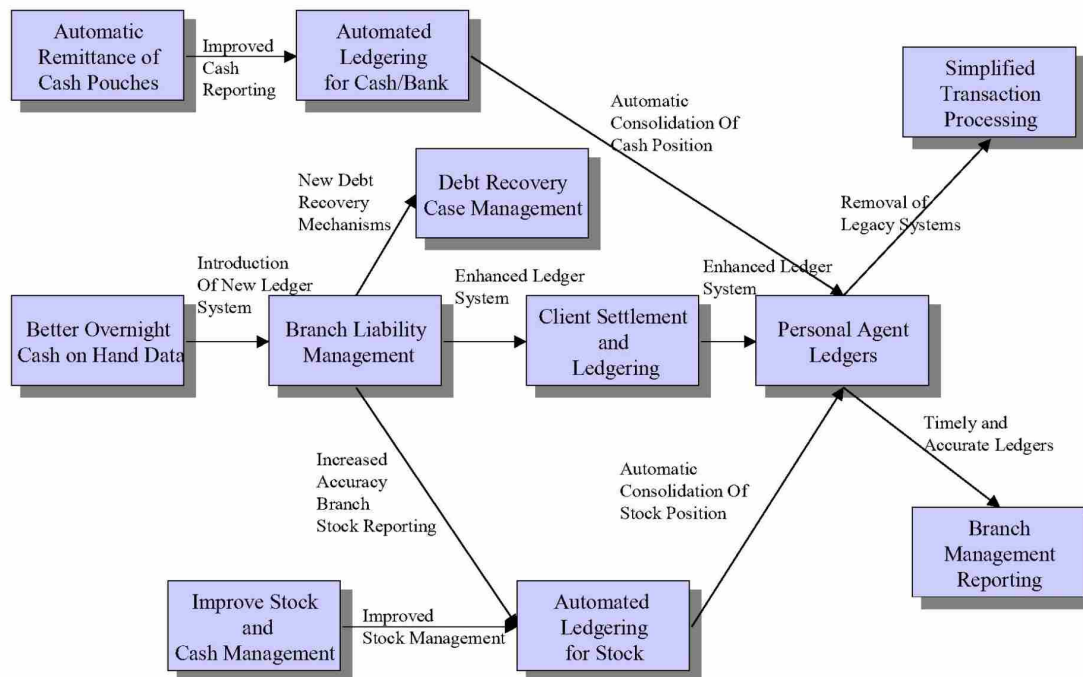 Automatic
Remittance of
Cash Pouches
Improved
Cash
Reporting
Automated
Ledgering
for Cash/Bank
Automatic
Consolidation Of
Cash Position
Simplified
Transaction
Processing
New Debt
Recovery
Mechanisms
Debt Recovery
Case Management
Removal of
Legacy Systems
Better Overnight
Cash on Hand Data
Introduction
Of New Ledger
System
Branch Liability
Management
Enhanced Ledger
System
Client Settlement
and
Ledgering
Enhanced Ledger
System
Personal Agent
Ledgers
Increased
Accuracy
Branch
Stock Reporting
Automatic
Consolidation Of
Stock Position
Timely and
Accurate Ledgers
Branch
Management
Reporting
Improve Stock
and
Cash Management
Improved
Stock Management
Automated
Ledgering
for Stock